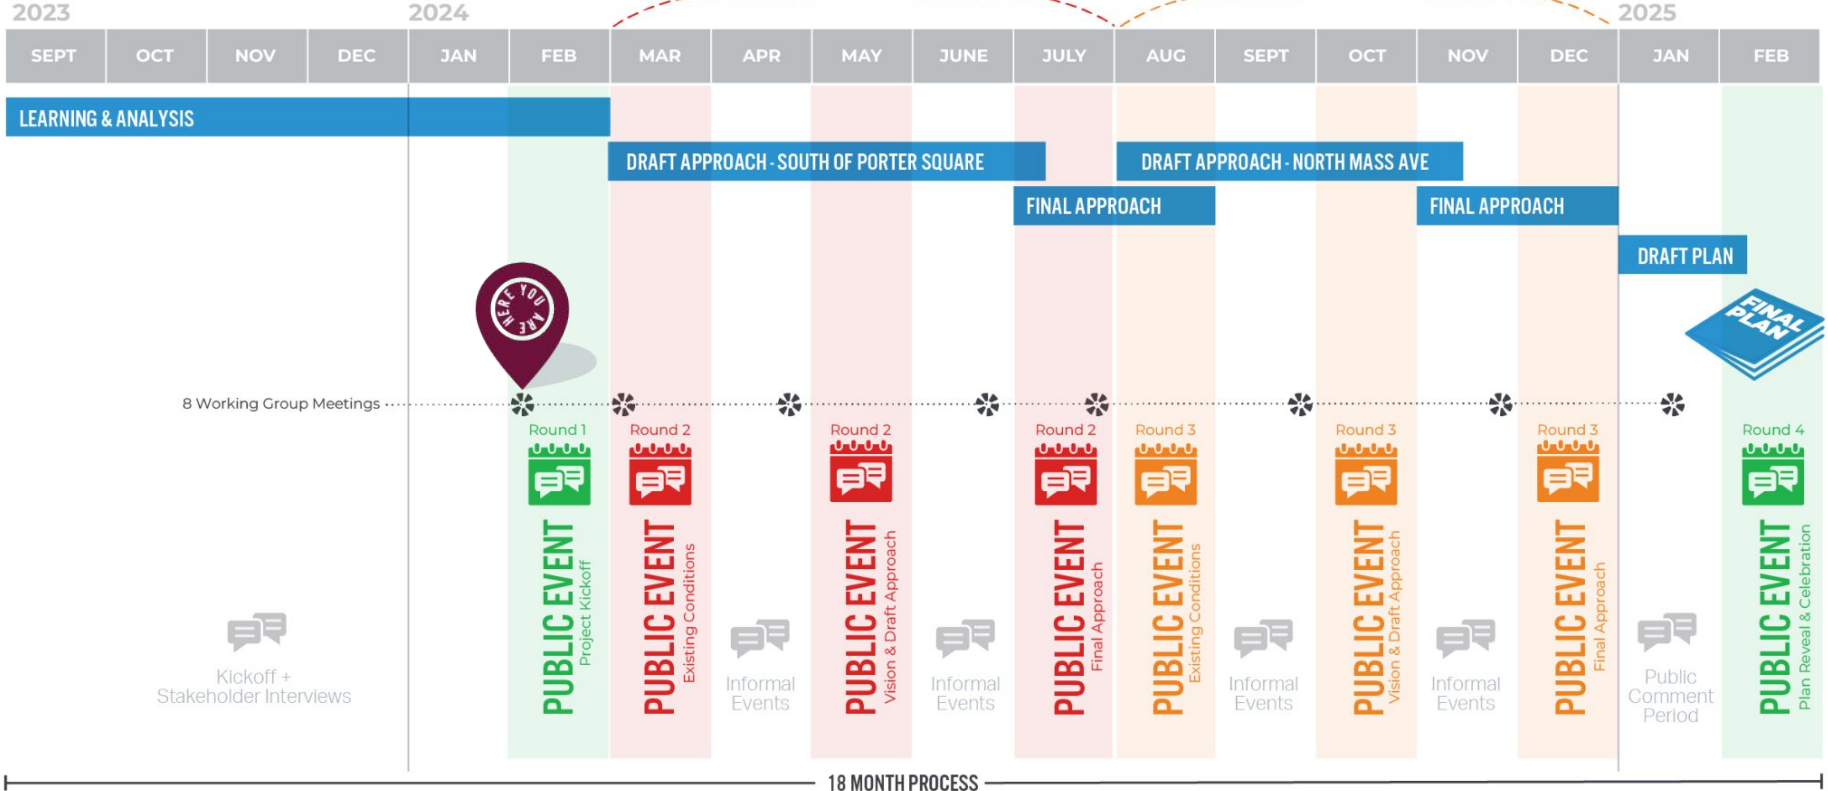 2023
2024
2025
SEPT
OCT
NOV
DEC
JAN
FEB
MAR
APR
MAY
JUNE
JULY
AUG
SEPT
OCT
NOV
DEC
JAN
FEB
LEARNING & ANALYSIS
DRAFT APPROACH - SOUTH OF PORTER SQUARE
DRAFT APPROACH - NORTH MASS AVE
FINAL APPROACH
FINAL APPROACH
DRAFT PLAN
YOU ARE HERE
FINAL
PLAN
8 Working Group Meetings
Round 1
Round 2
Round 2
Round 2
Round 3
Round 3
Round 3
Round 4
PUBLIC EVENT
Project Kickoff
PUBLIC EVENT
Existing Conditions
PUBLIC EVENT
Vision & Draft Approach
PUBLIC EVENT
Final Approach
PUBLIC EVENT
Existing Conditions
PUBLIC EVENT
Vision & Draft Approach
PUBLIC EVENT
Final Approach
PUBLIC EVENT
Plan Reveal & Celebration
Kickoff +
Stakeholder Interviews
Informal
Events
Informal
Events
Informal
Events
Informal
Events
Public
Comment
Period
18 MONTH PROCESS